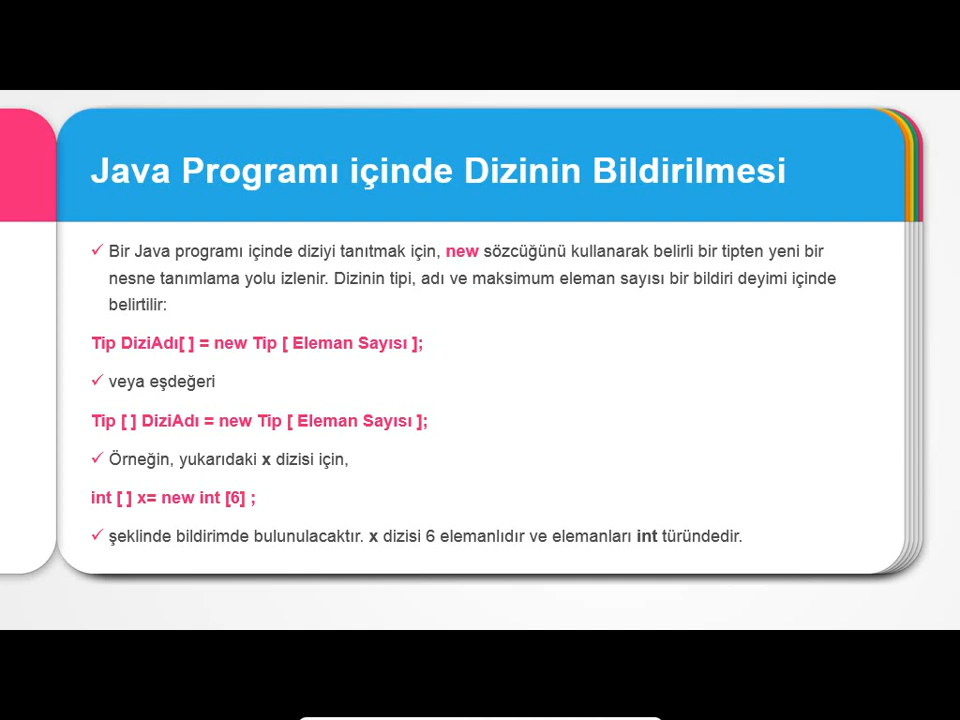 Java Programı içinde Dizinin Bildirilmesi
✓ Bir Java programı içinde diziyi tanıtmak için, new sözcüğünü kullanarak belirli bir tipten yeni bir
nesne tanımlama yolu izlenir. Dizinin tipi, adı ve maksimum eleman sayısı bir bildiri deyimi içinde
belirtilir:
Tip DiziAdı[ ] = new Tip [ Eleman Sayısı ];
✓ veya eşdeğeri
Tip [ ] DiziAdı = new Tip [ Eleman Sayısı ];
✓ Örneğin, yukarıdaki x dizisi için,
int [ ] x= new int [6] ;
✓ şeklinde bildirimde bulunulacaktır. x dizisi 6 elemanlıdır ve elemanları int türündedir.